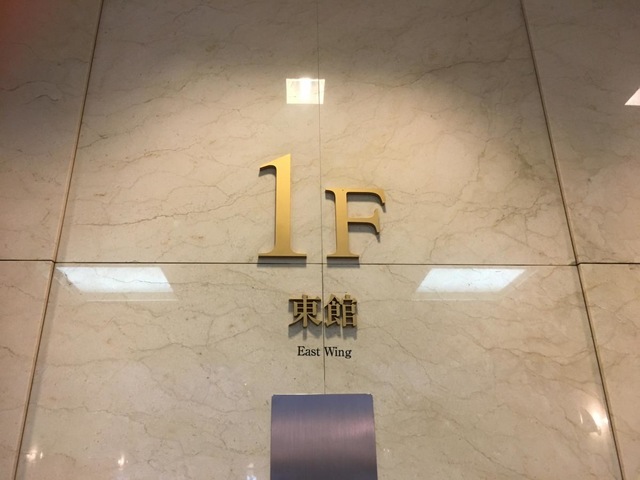 1F
東館
East Wing